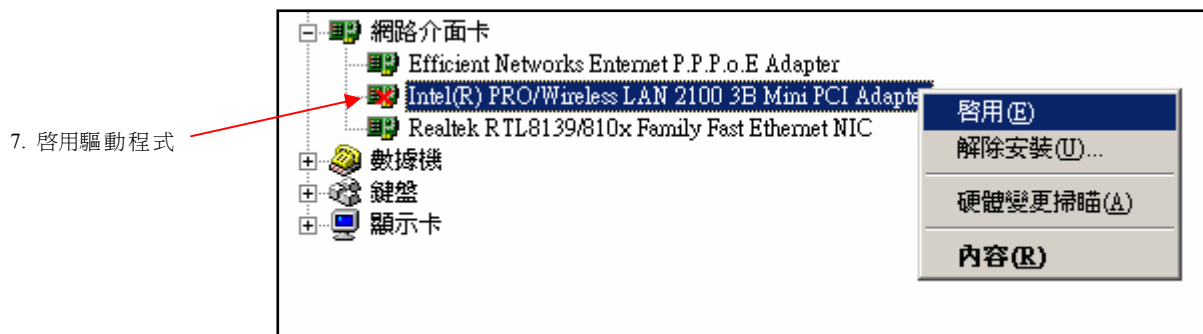 網路介面卡
Efficient Networks Enternet P.P.P.o.E Adapter
Intel(R) PRO/Wireless LAN 2100 3B Mini PCI Adapte
Realtek RTL8139/810x Family Fast Ethernet NIC
數據機
鍵盤
顯示卡
啓用(E)
解除安裝(U)...
硬體變更掃瞄(A)
內容(R)
7. 啓用驅動程式